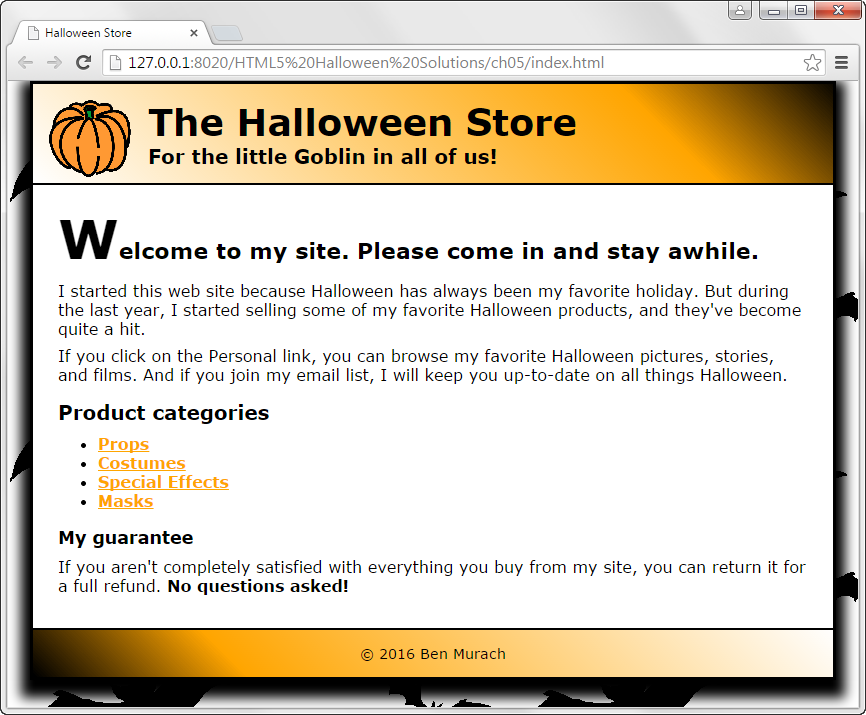 Halloween Store
127.0.0.1:8020/HTML5%20Halloween%20Solutions/ch05/index.html
The Halloween Store
For the little Goblin in all of us!
Welcome to my site. Please come in and stay awhile.
I started this web site because Halloween has always been my favorite holiday. But during
the last year, I started selling some of my favorite Halloween products, and they've become
quite a hit.
If you click on the Personal link, you can browse my favorite Halloween pictures, stories,
and films. And if you join my email list, I will keep you up-to-date on all things Halloween.
Product categories
Props
Costumes
Special Effects
Masks
My guarantee
If you aren't completely satisfied with everything you buy from my site, you can return it for
a full refund. No questions asked!
© 2016 Ben Murach